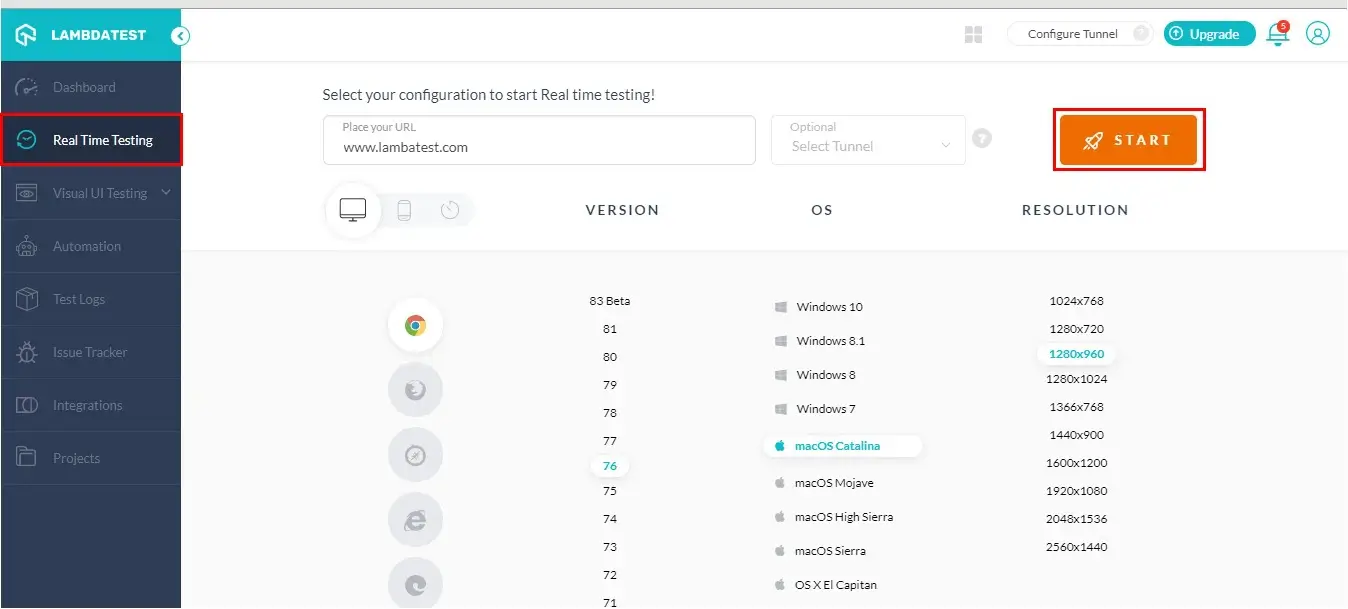 LAMBDATEST
Configure Tunnel ?
Upgrade
5
Dashboard
Real Time Testing
Visual UI Testing
Automation
Test Logs
Issue Tracker
Integrations
Projects
Select your configuration to start Real time testing!
Place your URL
www.lambatest.com
Optional
Select Tunnel
?
START
VERSION
OS
RESOLUTION
83 Beta
81
80
79
78
77
76
75
74
73
72
71
Windows 10
Windows 8.1
Windows 8
Windows 7
macOS Catalina
macOS Mojave
macOS High Sierra
macOS Sierra
OS X El Capitan
1024x768
1280x720
1280x960
1280x1024
1366x768
1440x900
1600x1200
1920x1080
2048x1536
2560x1440